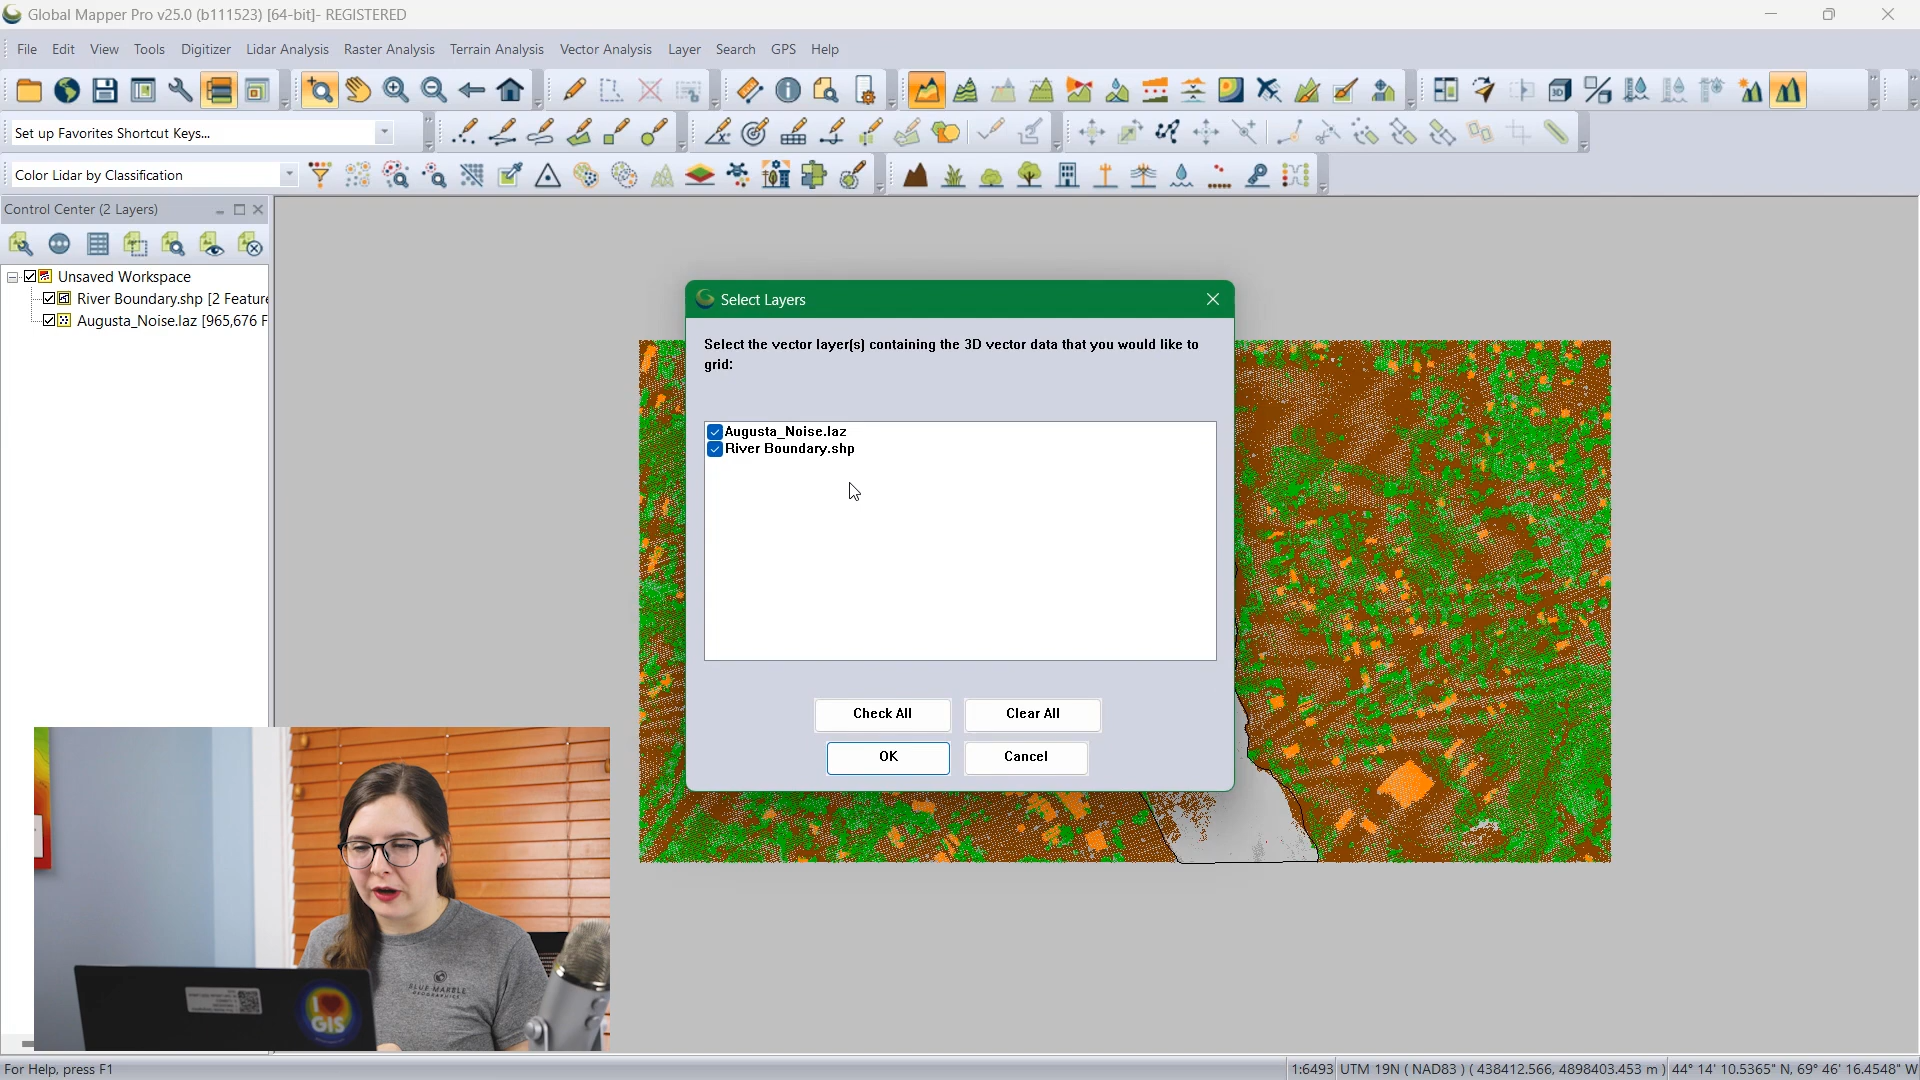 Global Mapper Pro v25.0 (b111523) [64-bit]- REGISTERED
File Edit View Tools Digitizer Lidar Analysis Raster Analysis Terrain Analysis Vector Analysis Layer Search GPS Help
Set up Favorites Shortcut Keys...
Color Lidar by Classification
Control Center (2 Layers)
Unsaved Workspace
River Boundary.shp [2 Feature
Augusta_Noise.laz [965,676 F
Select Layers
Select the vector layer(s) containing the 3D vector data that you would like to
grid:
Augusta_Noise.laz
River Boundary.shp
Check All
Clear All
OK
Cancel
BLUE MARBLE
GEOGRAPHICS
I
GIS
For Help, press F1
1:6493 UTM 19N ( NAD83 ) ( 438412.566, 4898403.453 m ) 44° 14' 10.5365" N, 69° 46' 16.4548" W